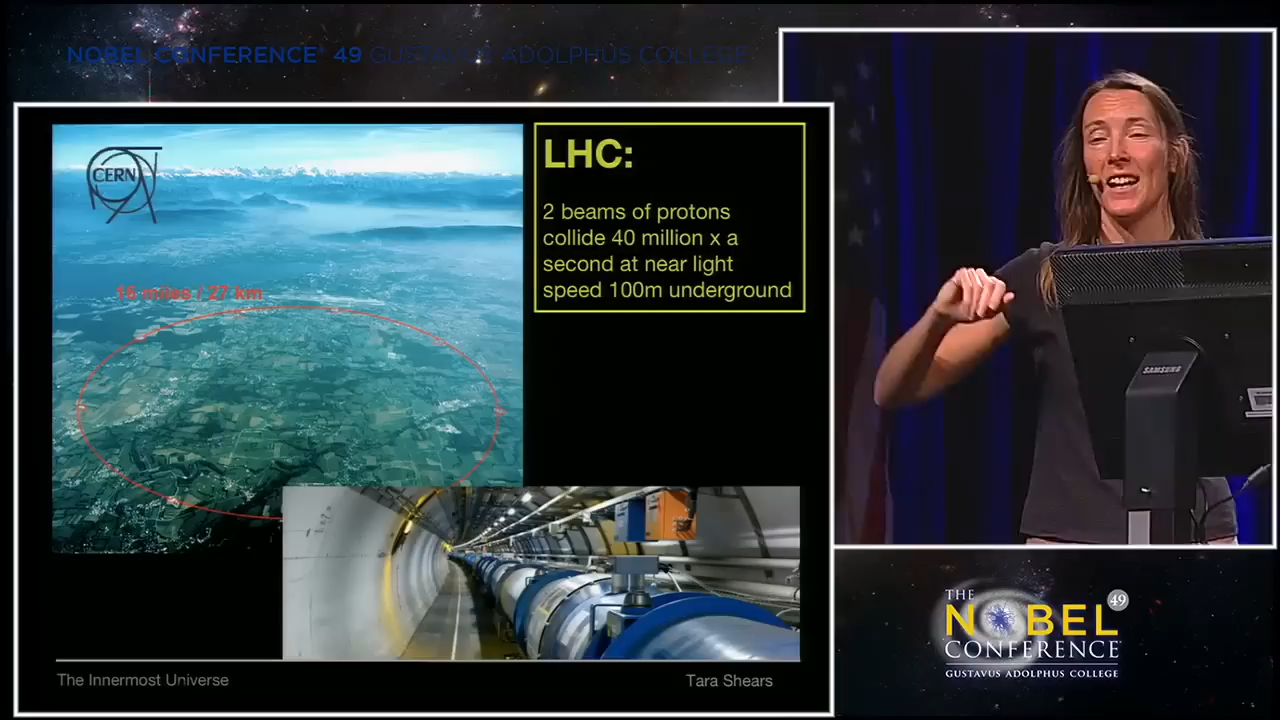 NOBEL CONFERENCE® 49 GUSTAVUS ADOLPHUS COLLEGE
CERN
16 miles / 27 km
LHC:
2 beams of protons
collide 40 million x a
second at near light
speed 100m underground
The Innermost Universe
Tara Shears
SAMSUNG
THE
NOBEL
49
CONFERENCE
GUSTAVUS ADOLPHUS COLLEGE